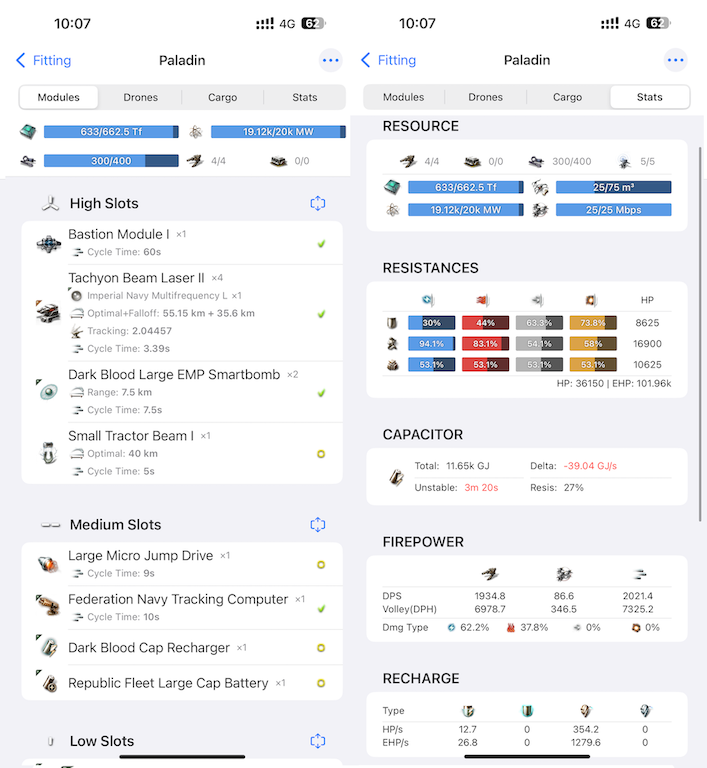 10:07
4G 62
Fitting
Paladin
Modules
Drones
Cargo
Stats
633/662.5 Tf
19.12k/20k MW
300/400
4/4
0/0
High Slots
Bastion Module I ×1
Cycle Time: 60s
Tachyon Beam Laser II ×4
Imperial Navy Multifrequency L ×1
Optimal+Falloff: 55.15 km + 35.6 km
Tracking: 2.04457
Cycle Time: 3.39s
Dark Blood Large EMP Smartbomb ×2
Range: 7.5 km
Cycle Time: 7.5s
Small Tractor Beam I ×1
Optimal: 40 km
Cycle Time: 5s
Medium Slots
Large Micro Jump Drive ×1
Cycle Time: 9s
Federation Navy Tracking Computer ×1
Cycle Time: 10s
Dark Blood Cap Recharger ×1
Republic Fleet Large Cap Battery ×1
Low Slots
10:07
4G 62
Fitting
Paladin
Modules
Drones
Cargo
Stats
RESOURCE
4/4 0/0 300/400 5/5
633/662.5 Tf 25/75 m³
19.12k/20k MW 25/25 Mbps
RESISTANCES
HP
30% 44% 63.3% 73.8% 8625
94.1% 83.1% 54.1% 58% 16900
53.1% 53.1% 53.1% 53.1% 10625
HP: 36150 | EHP: 101.96k
CAPACITOR
Total: 11.65k GJ Delta: -39.04 GJ/s
Unstable: 3m 20s Resis: 27%
FIREPOWER
DPS 1934.8 86.6 2021.4
Volley(DPH) 6978.7 346.5 7325.2
Dmg Type 62.2% 37.8% 0% 0%
RECHARGE
Type
HP/s 12.7 0 354.2 0
EHP/s 26.8 0 1279.6 0